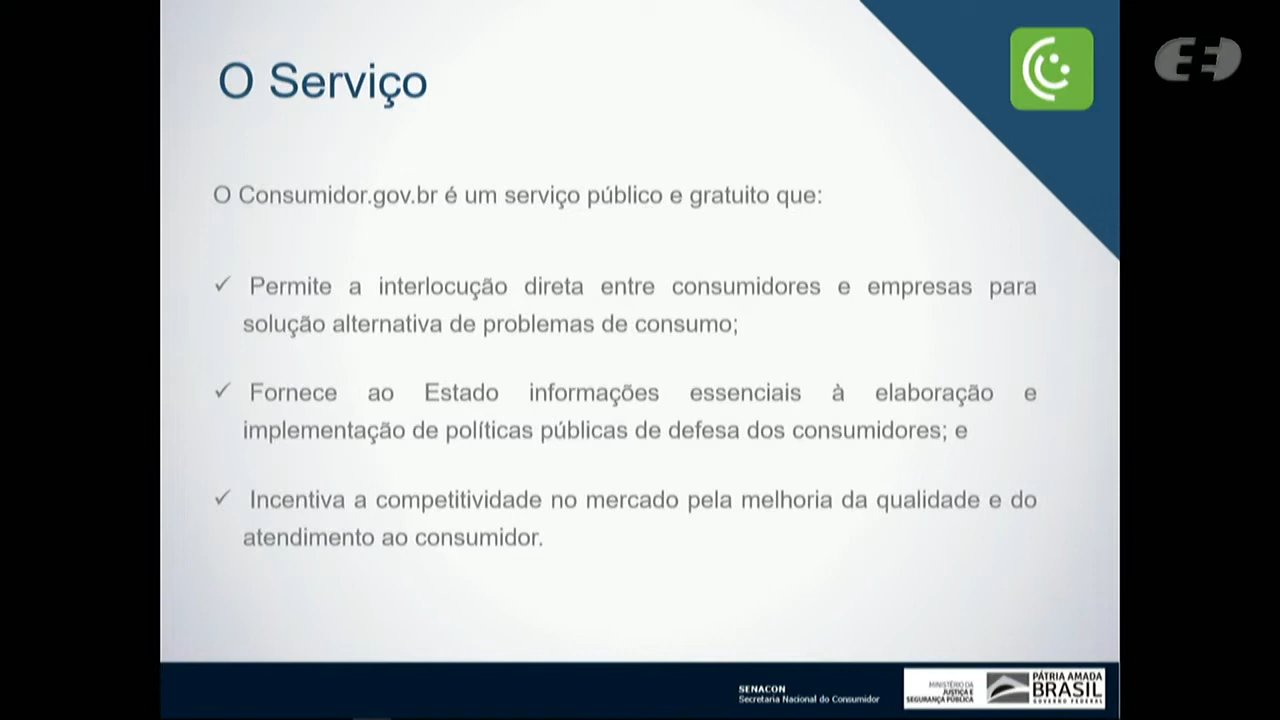 O Serviço
O Consumidor.gov.br é um serviço público e gratuito que:
✓ Permite a interlocução direta entre consumidores e empresas para
solução alternativa de problemas de consumo;
✓ Fornece ao Estado informações essenciais à elaboração e
implementação de políticas públicas de defesa dos consumidores; e
✓ Incentiva a competitividade no mercado pela melhoria da qualidade e do
atendimento ao consumidor.
SENACON
Secretaria Nacional do Consumidor
MINISTÉRIO DA
JUSTIÇA E
SEGURANÇA PÚBLICA
PÁTRIA AMADA
BRASIL
GOVERNO FEDERAL